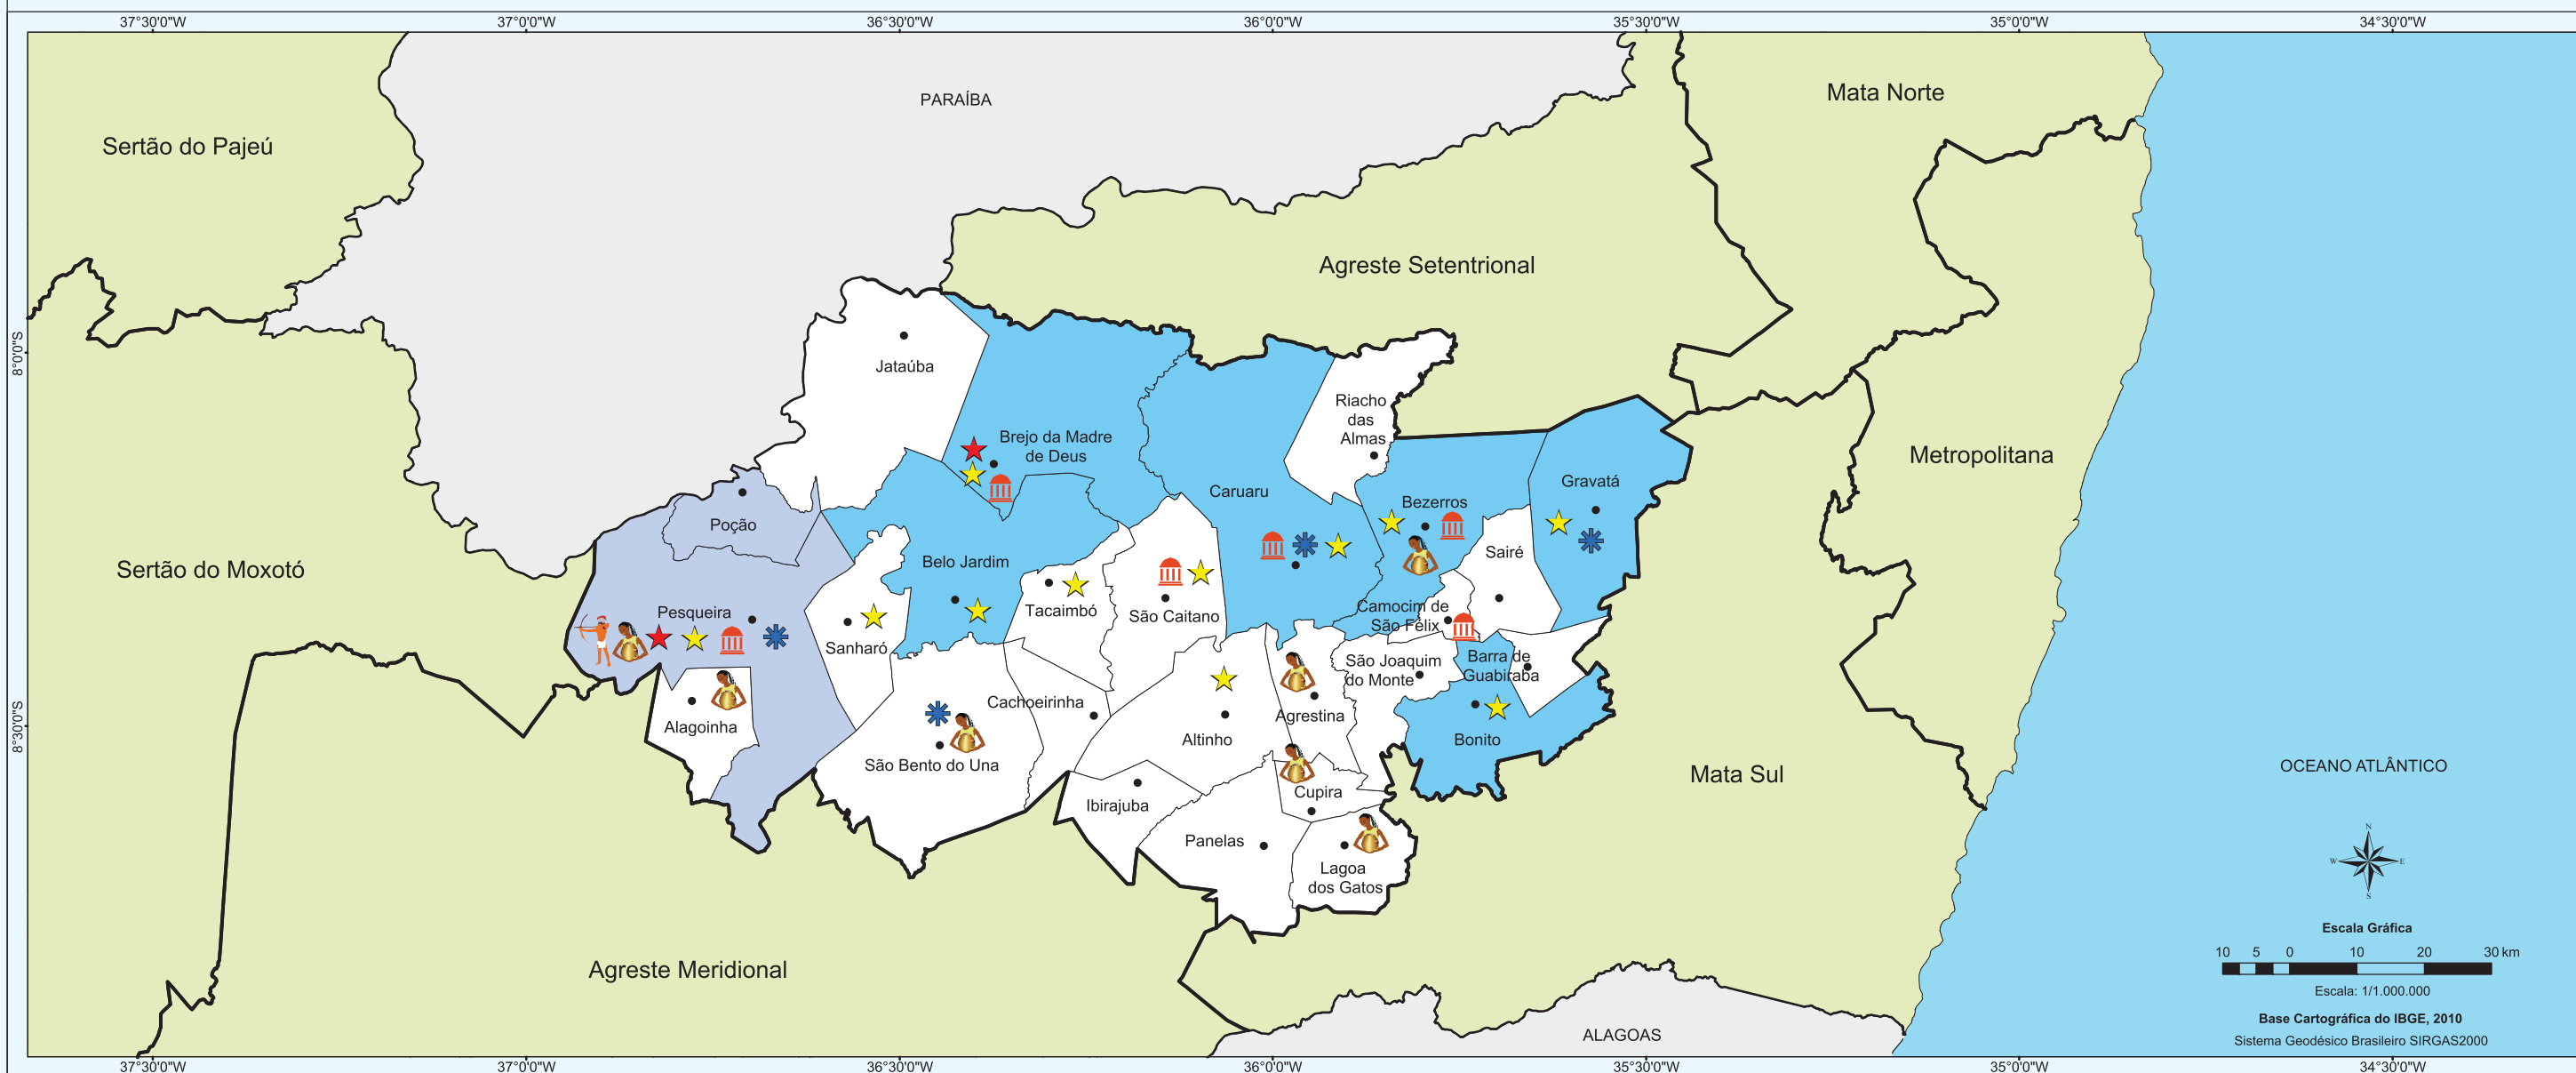 37°30'0"W
37°0'0"W
36°30'0"W
36°0'0"W
35°30'0"W
35°0'0"W
34°30'0"W
PARAÍBA
Mata Norte
Sertão do Pajeú
Agreste Setentrional
8°0'0"S
Jataúba
Riacho
das
Almas
Brejo da Madre
de Deus
Metropolitana
Gravatá
Caruaru
Bezerros
Poção
Sairé
Belo Jardim
Sertão do Moxotó
Pesqueira
Tacaimbó
São Caitano
Camocim de
São Félix
Sanharó
São Joaquim
do Monte
Barra de
Guabiraba
Cachoeirinha
8°30'0"S
Alagoinha
Agrestina
Altinho
Bonito
São Bento do Una
OCEANO ATLÂNTICO
Mata Sul
Cupira
Ibirajuba
N
Panelas
W
E
Lagoa
dos Gatos
S
Escala Gráfica
10 5 0 10 20 30 km
Agreste Meridional
Escala: 1/1.000.000
Base Cartográfica do IBGE, 2010
ALAGOAS
Sistema Geodésico Brasileiro SIRGAS2000
37°30'0"W
37°0'0"W
36°30'0"W
36°0'0"W
35°30'0"W
35°0'0"W
34°30'0"W